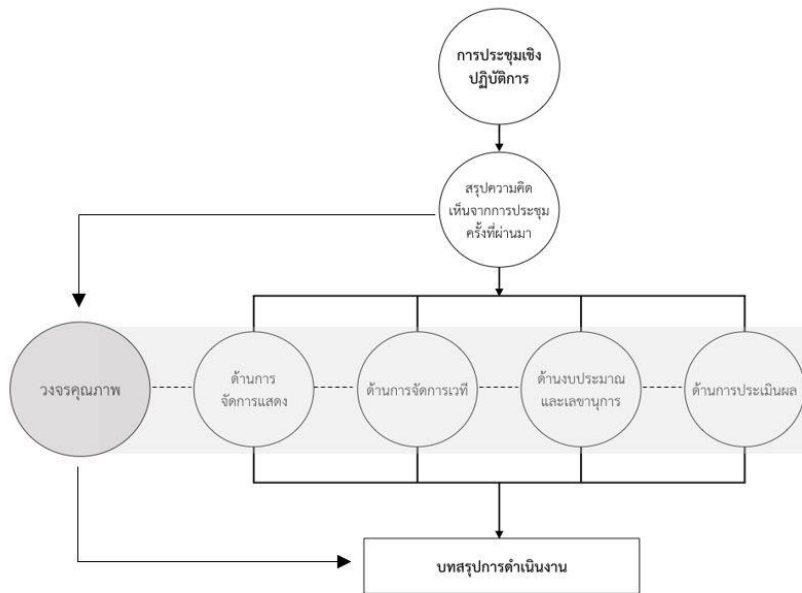 การประชุมเชิง
ปฏิบัติการ
สรุปความคิด
เห็นจากการประชุม
ครั้งที่ผ่านมา
วงจรคุณภาพ
ด้านการ
จัดการแสดง
ด้านการจัดการเวที
ด้านงบประมาณ
และเลขานุการ
ด้านการประเมินผล
บทสรุปการดำเนินงาน